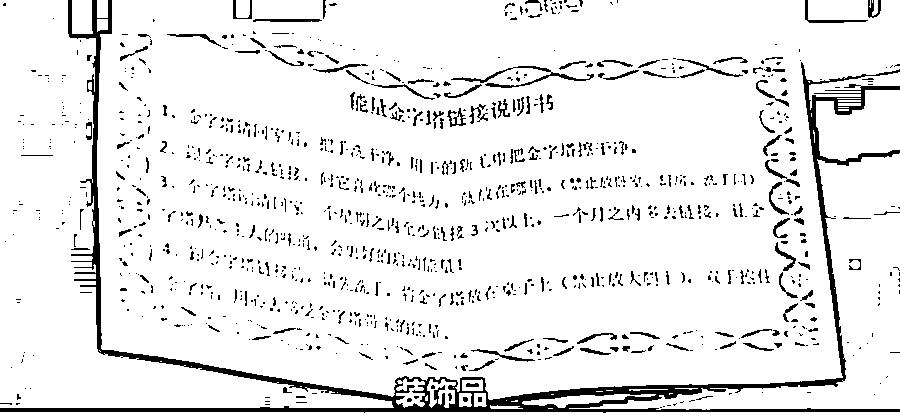 能量金字塔链接说明书
1、金字塔请回家后，把手洗干净，用干的新毛巾把金字塔擦干净。
2、跟金字塔去链接，问它喜欢哪个地方，就放在哪里。（禁止放卧室、厨房、洗手间）
3、金字塔请回家一个星期之内至少链接3次以上，一个月之内多去链接，让金
字塔熟悉主人的味道，会更好的启动能量！
4、跟金字塔链接前，请先洗手，将金字塔放在桌子上（禁止放大腿上），双手捂住
金字塔，用心去感受金字塔带来的能量。
装饰品